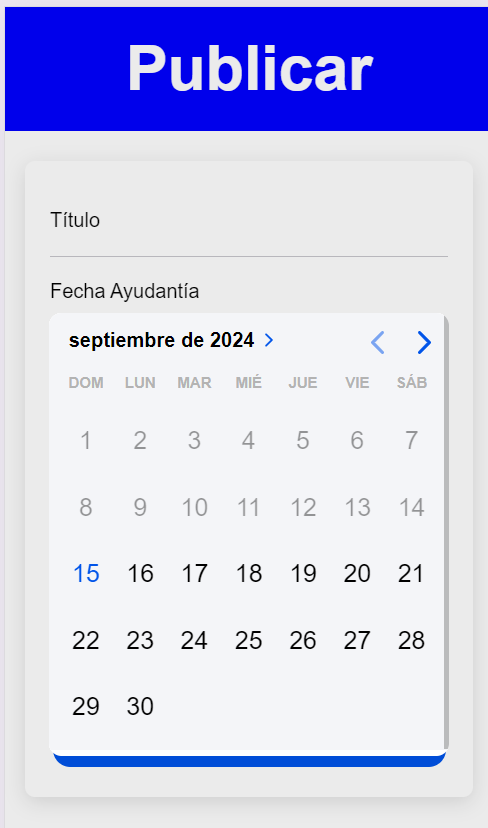 Publicar
Título
Fecha Ayudantía
septiembre de 2024
DOM LUN MAR MIÉ JUE VIE SÁB
1 2 3 4 5 6 7
8 9 10 11 12 13 14
15 16 17 18 19 20 21
22 23 24 25 26 27 28
29 30